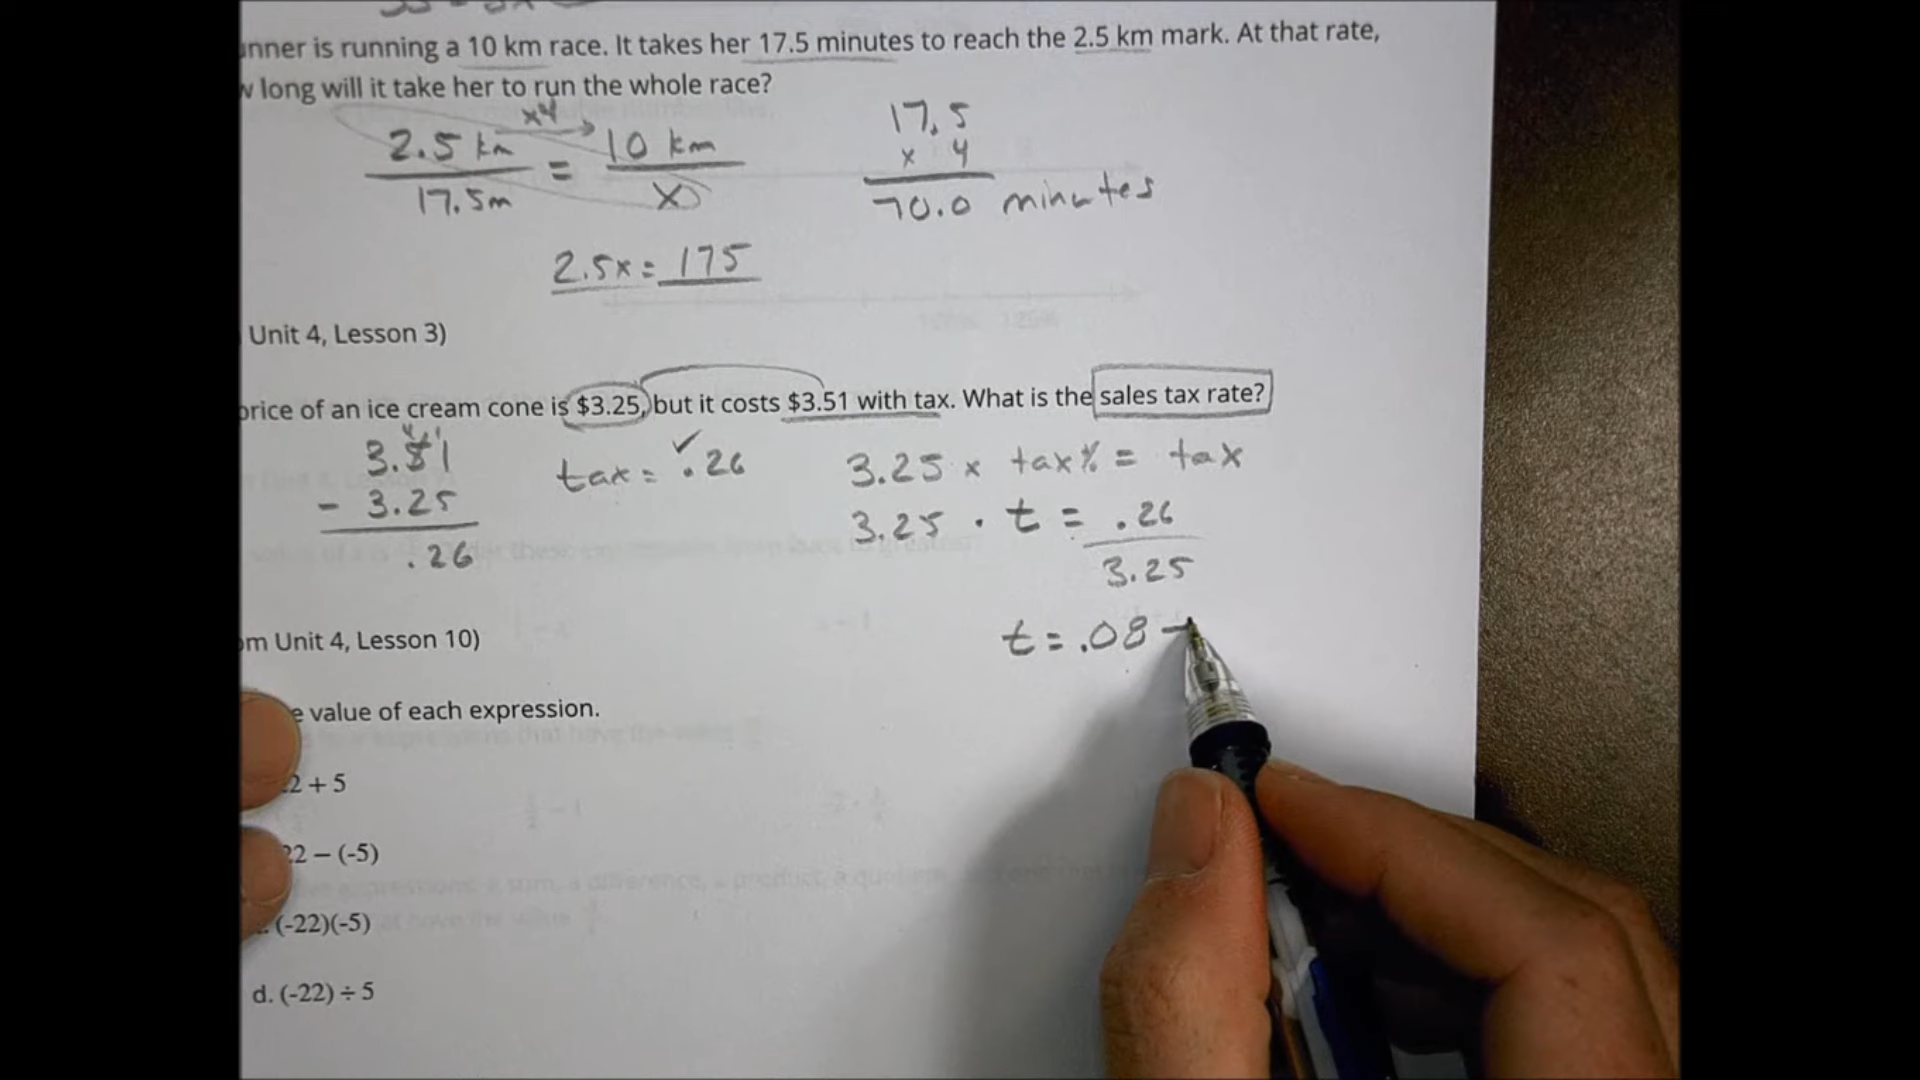 nner is running a 10 km race. It takes her 17.5 minutes to reach the 2.5 km mark. At that rate,
long will it take her to run the whole race?
x4
2.5 km = 10 km
17.5m x
17.5
x 4
70.0 minutes
2.5x = 175
Unit 4, Lesson 3)
price of an ice cream cone is $3.25, but it costs $3.51 with tax. What is the sales tax rate?
3.51
- 3.25
.26
tax = .26
3.25 x tax% = tax
3.25 · t = .26
3.25
t = .08
m Unit 4, Lesson 10)
e value of each expression.
2 + 5
22 – (-5)
(-22)(-5)
d. (-22) ÷ 5